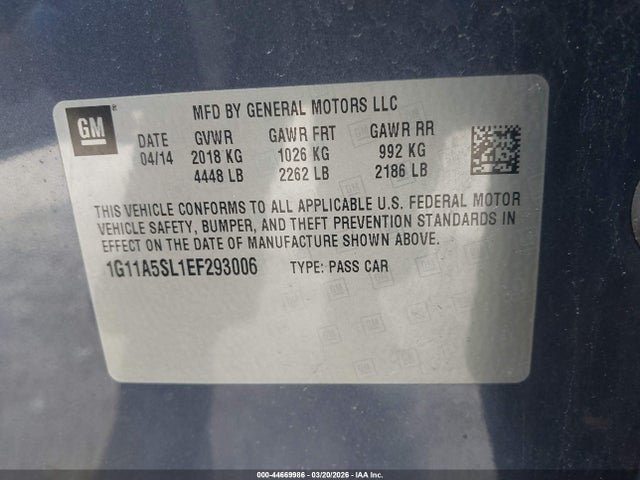 GM
MFD BY GENERAL MOTORS LLC
DATE GVWR GAWR FRT GAWR RR
04/14 2018 KG 1026 KG 992 KG
4448 LB 2262 LB 2186 LB
THIS VEHICLE CONFORMS TO ALL APPLICABLE U.S. FEDERAL MOTOR
VEHICLE SAFETY, BUMPER, AND THEFT PREVENTION STANDARDS IN
EFFECT ON THE DATE OF MANUFACTURE SHOWN ABOVE.
1G11A5SL1EF293006 TYPE: PASS CAR
000-44669986 - 03/20/2026 - IAA Inc.